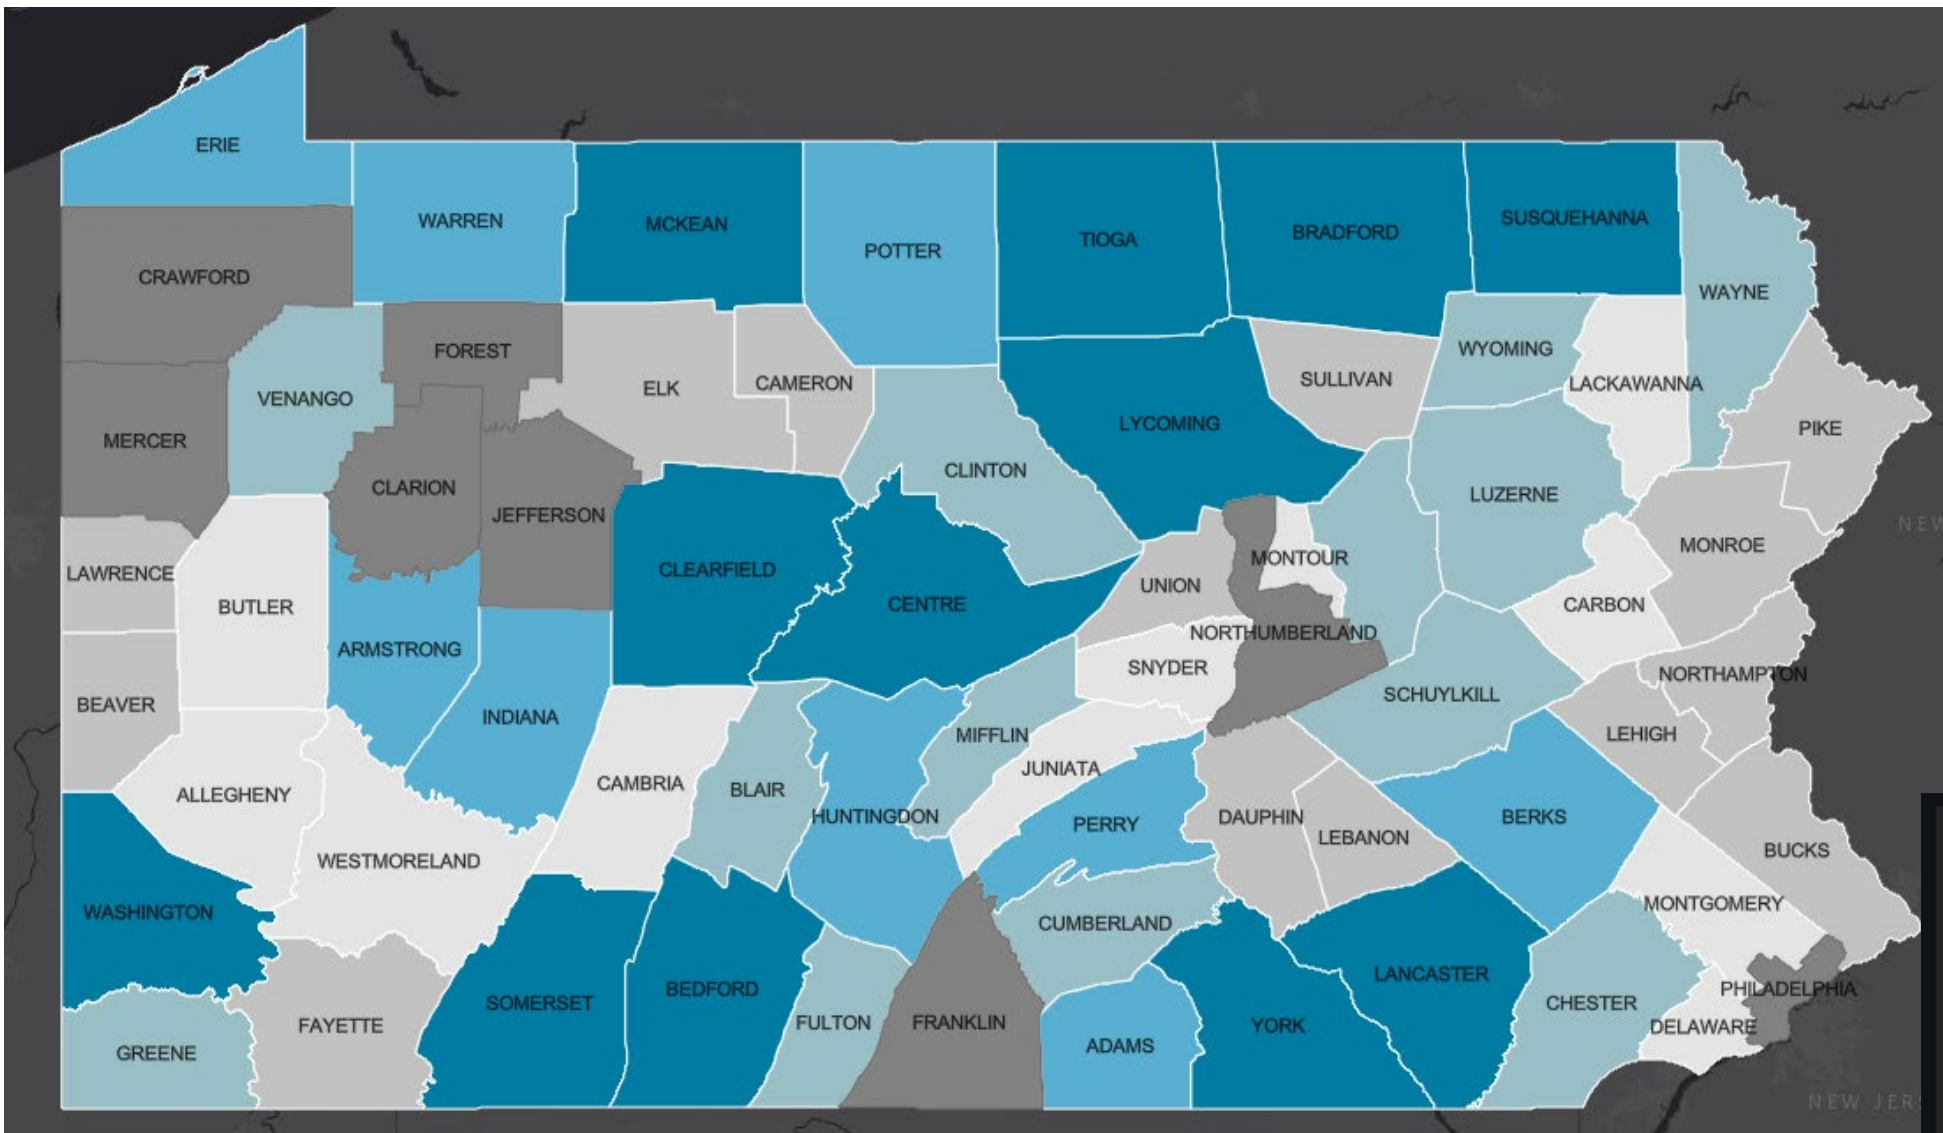 ERIE
WARREN
MCKEAN
POTTER
TIOGA
BRADFORD
SUSQUEHANNA
WAYNE
CRAWFORD
FOREST
VENANGO
ELK
CAMERON
SULLIVAN
WYOMING
LACKAWANNA
PIKE
MERCER
CLARION
JEFFERSON
CLINTON
LYCOMING
LUZERNE
LAWRENCE
BUTLER
ARMSTRONG
CLEARFIELD
CENTRE
UNION
MONTOUR
MONROE
CARBON
NEW
BEAVER
INDIANA
NORTHUMBERLAND
SNYDER
SCHUYLKILL
NORTHAMPTON
LEHIGH
ALLEGHENY
CAMBRIA
BLAIR
HUNTINGDON
MIFFLIN
JUNIATA
PERRY
DAUPHIN
LEBANON
BERKS
BUCKS
WESTMORELAND
WASHINGTON
CUMBERLAND
MONTGOMERY
LANCASTER
PHILADELPHIA
GREENE
FAYETTE
SOMERSET
BEDFORD
FULTON
FRANKLIN
ADAMS
YORK
CHESTER
DELAWARE
NEW JER